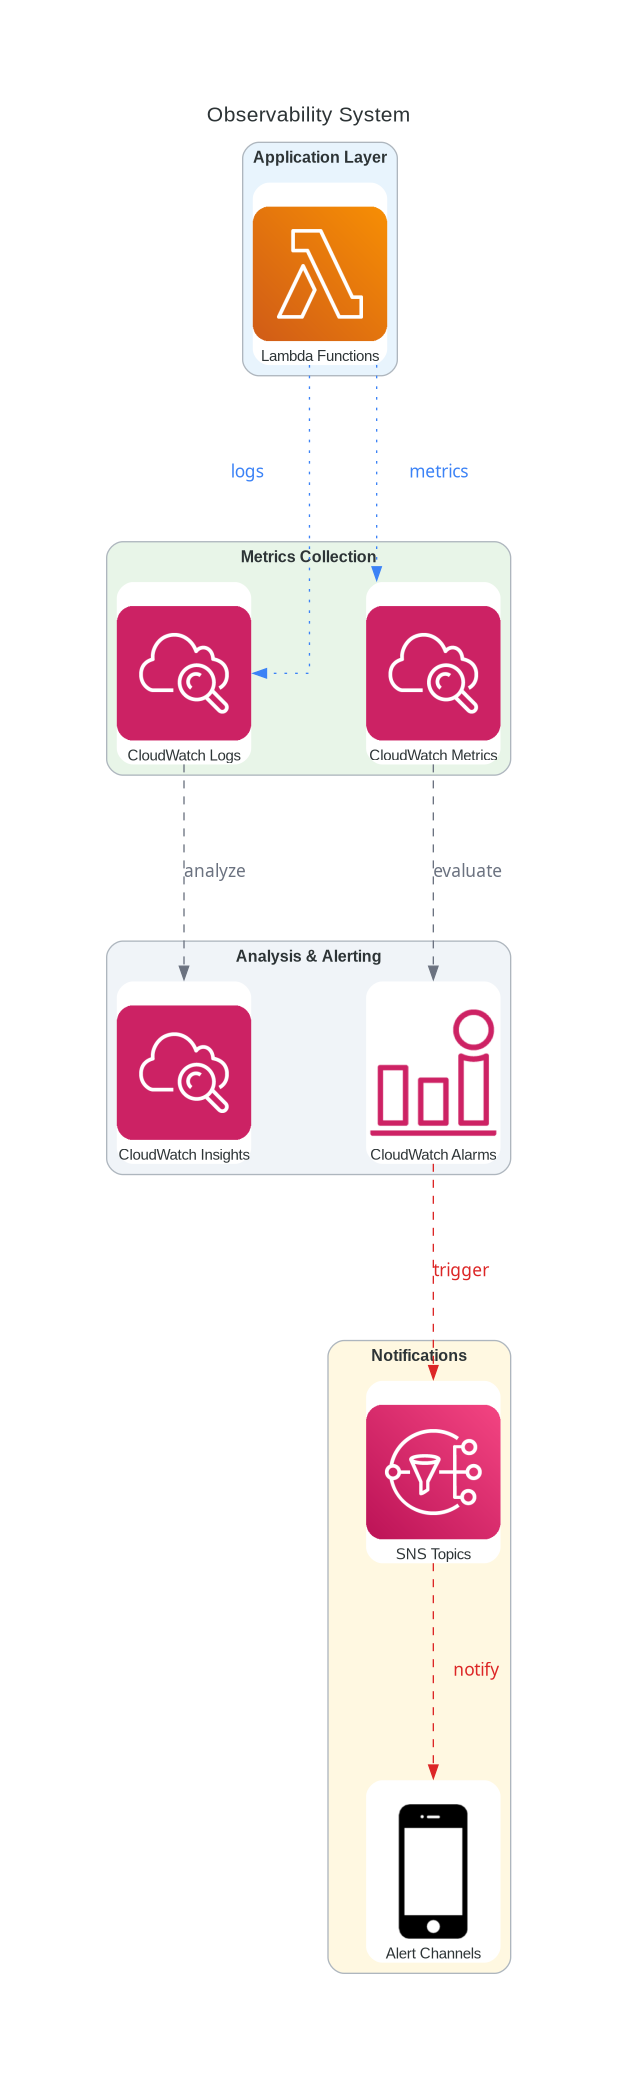 Observability System
Application Layer
Lambda Functions
logs
metrics
Metrics Collection
CloudWatch Logs
CloudWatch Metrics
analyze
evaluate
Analysis & Alerting
CloudWatch Insights
CloudWatch Alarms
trigger
Notifications
SNS Topics
notify
Alert Channels